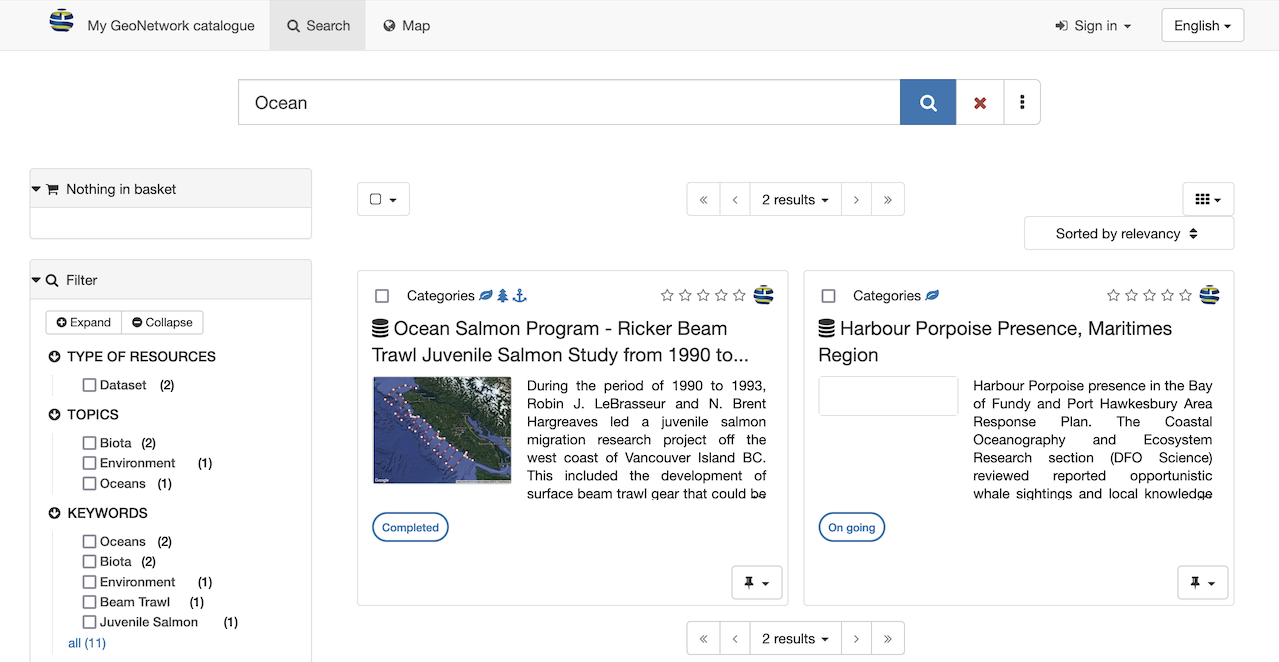 My GeoNetwork catalogue Search Map Sign in English
Ocean
Nothing in basket
Filter
Expand Collapse
TYPE OF RESOURCES
Dataset (2)
TOPICS
Biota (2)
Environment (1)
Oceans (1)
KEYWORDS
Oceans (2)
Biota (2)
Environment (1)
Beam Trawl (1)
Juvenile Salmon (1)
all (11)
« ‹ 2 results › »
Sorted by relevancy
Categories
Ocean Salmon Program - Ricker Beam
Trawl Juvenile Salmon Study from 1990 to...
During the period of 1990 to 1993,
Robin J. LeBrasseur and N. Brent
Hargreaves led a juvenile salmon
migration research project off the
west coast of Vancouver Island BC.
This included the development of
surface beam trawl gear that could be
Google
Completed
Categories
Harbour Porpoise Presence, Maritimes
Region
Harbour Porpoise presence in the Bay
of Fundy and Port Hawkesbury Area
Response Plan. The Coastal
Oceanography and Ecosystem
Research section (DFO Science)
reviewed reported opportunistic
whale sightings and local knowledge
On going
« ‹ 2 results › »